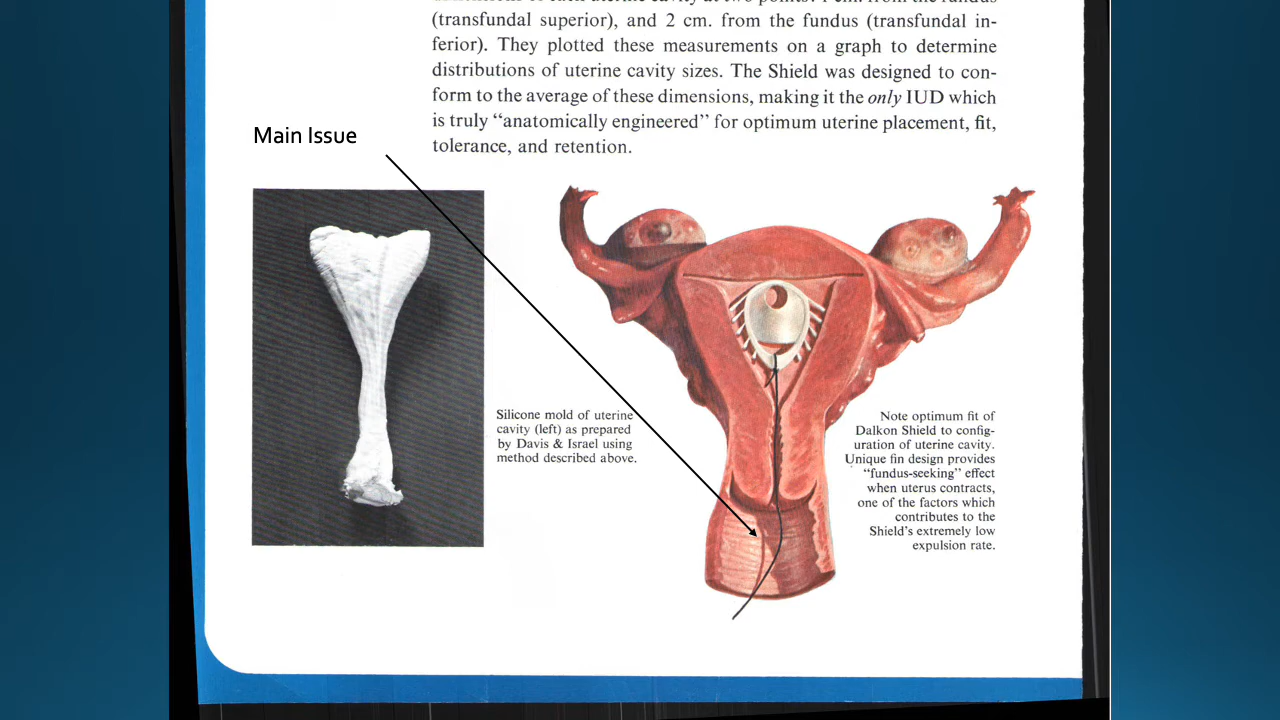 (transfundal superior), and 2 cm. from the fundus (transfundal in-
ferior). They plotted these measurements on a graph to determine
distributions of uterine cavity sizes. The Shield was designed to con-
form to the average of these dimensions, making it the only IUD which
is truly “anatomically engineered” for optimum uterine placement, fit,
tolerance, and retention.
Main Issue
Silicone mold of uterine
cavity (left) as prepared
by Davis & Israel using
method described above.
Note optimum fit of
Dalkon Shield to config-
uration of uterine cavity.
Unique fin design provides
“fundus-seeking” effect
when uterus contracts,
one of the factors which
contributes to the
Shield's extremely low
expulsion rate.